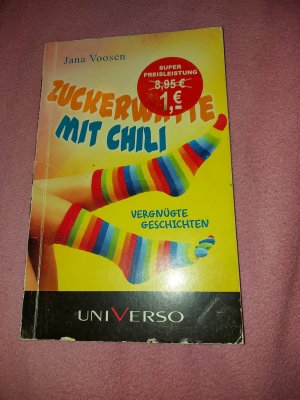 Jana Voosen
SUPER
PREISLEISTUNG
8,95 €
1,€
ZUCKERWATTE
MIT CHILI
VERGNÜGTE
GESCHICHTEN
UNIVERSO